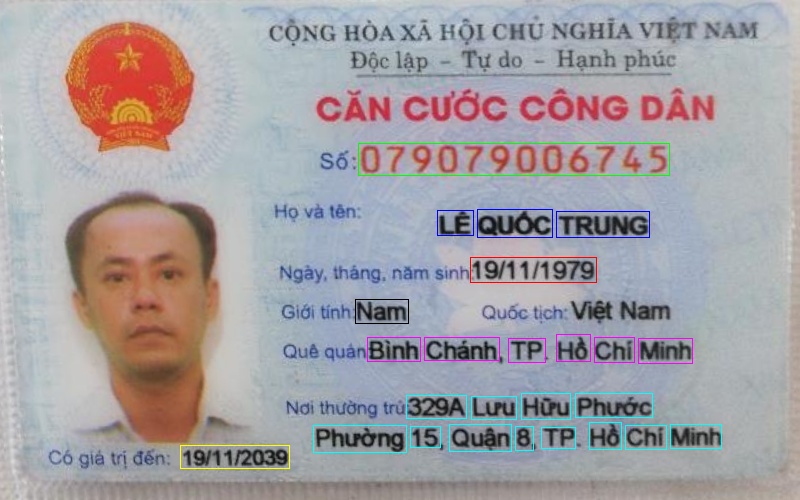 CỘNG HÒA XÃ HỘI CHỦ NGHĨA VIỆT NAM
Độc lập - Tự do - Hạnh phúc
CĂN CƯỚC CÔNG DÂN
Số: 079079006745
Họ và tên: LÊ QUỐC TRUNG
Ngày, tháng, năm sinh: 19/11/1979
Giới tính: Nam Quốc tịch: Việt Nam
Quê quán: Bình Chánh, TP. Hồ Chí Minh
Nơi thường trú: 329A Lưu Hữu Phước
Phường 15, Quận 8, TP. Hồ Chí Minh
Có giá trị đến: 19/11/2039